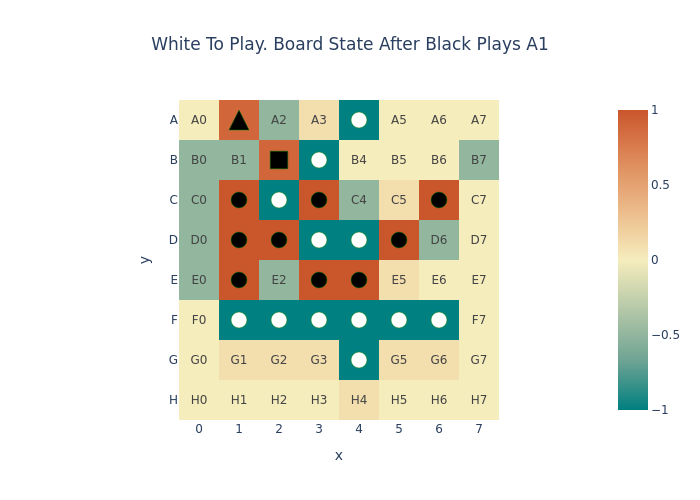 White To Play. Board State After Black Plays A1
A A0 A2 A3 A5 A6 A7
B B0 B1 B4 B5 B6 B7
C C0 C4 C5 C7
D D0 D6 D7
E E0 E2 E5 E6 E7
F F0 F7
G G0 G1 G2 G3 G5 G6 G7
H H0 H1 H2 H3 H4 H5 H6 H7
0 1 2 3 4 5 6 7
x
y
1
0.5
0
−0.5
−1